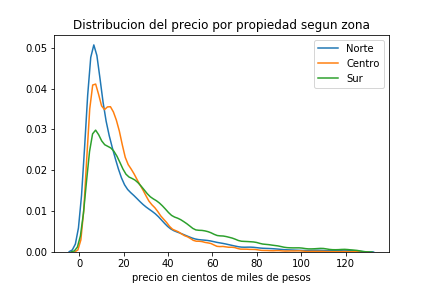 Distribucion del precio por propiedad segun zona
0.05
0.04
0.03
0.02
0.01
0.00
Norte
Centro
Sur
0 20 40 60 80 100 120
precio en cientos de miles de pesos